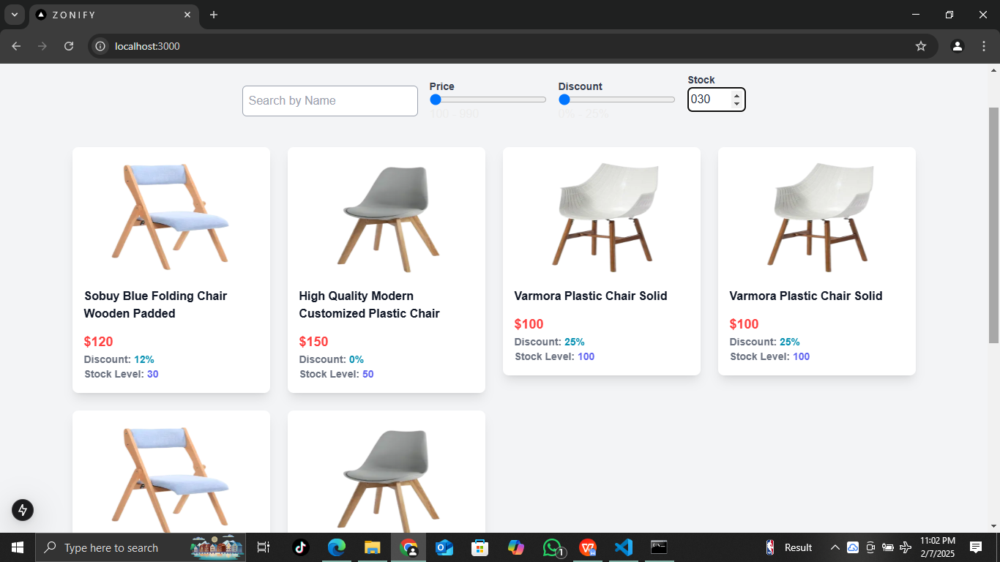 Z O N I F Y
localhost:3000
Search by Name
Price
100 - 999
Discount
0% - 25%
Stock
030
Sobuy Blue Folding Chair
Wooden Padded
$120
Discount: 12%
Stock Level: 30
High Quality Modern
Customized Plastic Chair
$150
Discount: 0%
Stock Level: 50
Varmora Plastic Chair Solid
$100
Discount: 25%
Stock Level: 100
Varmora Plastic Chair Solid
$100
Discount: 25%
Stock Level: 100
Type here to search
1
Result
11:02 PM
2/7/2025